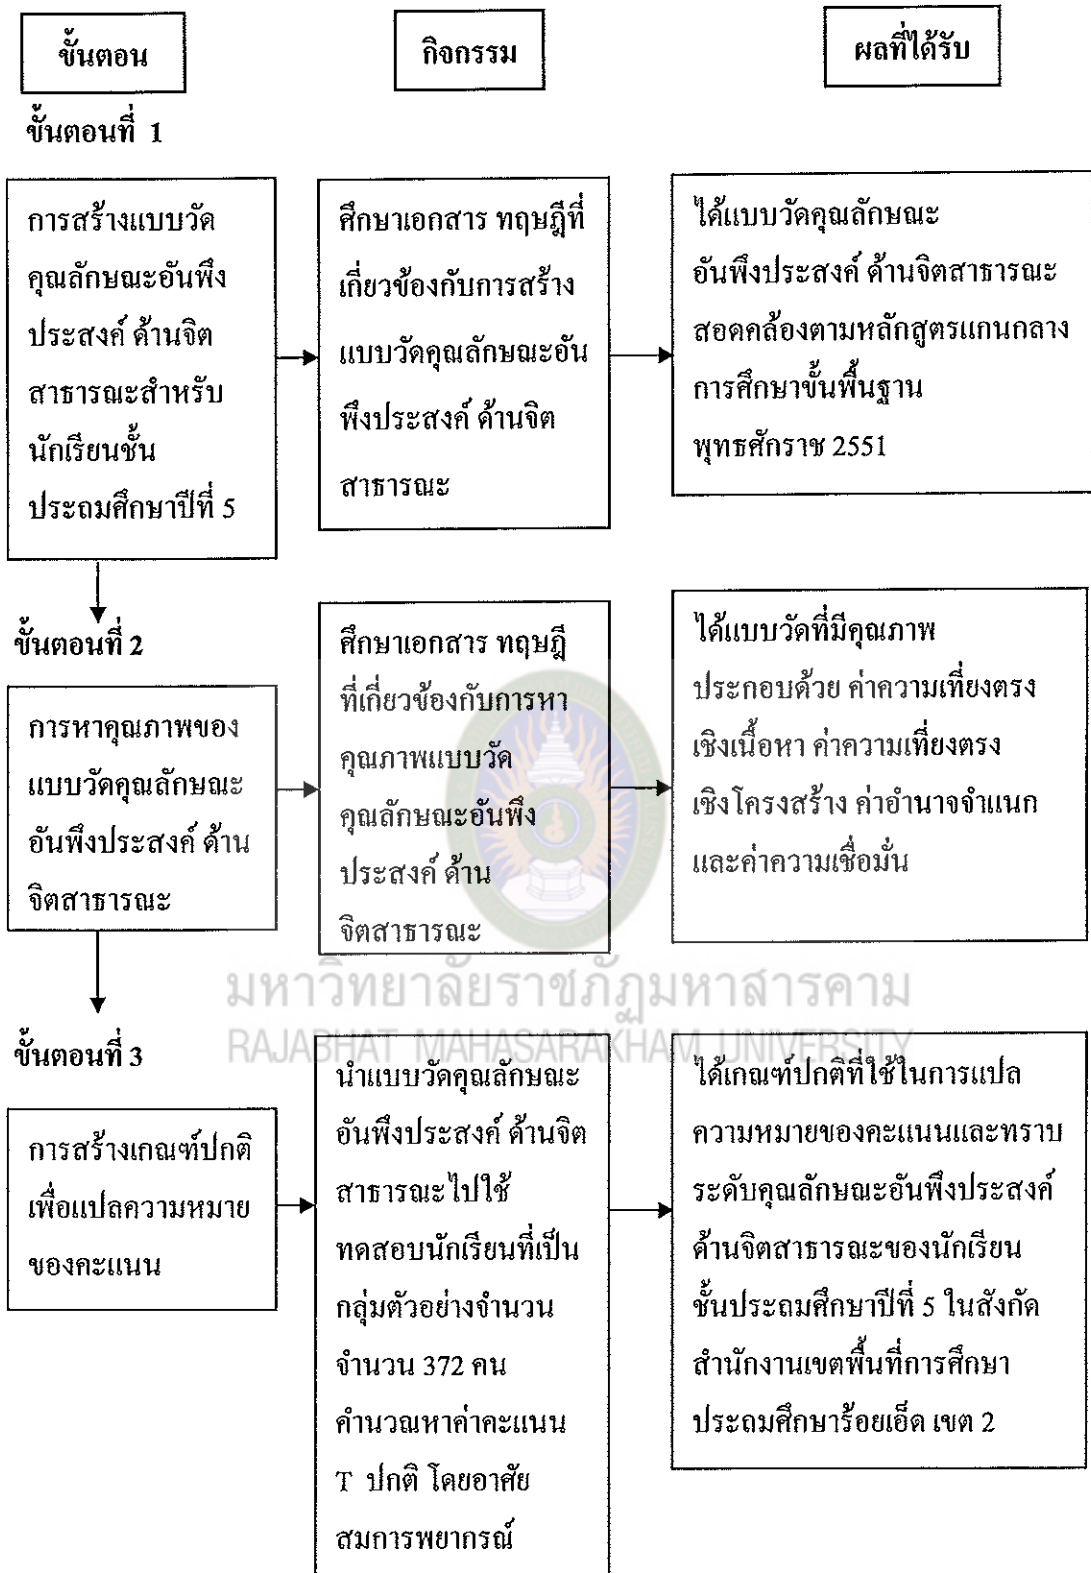 ขั้นตอน
กิจกรรม
ผลที่ได้รับ
ขั้นตอนที่ 1
การสร้างแบบวัด
คุณลักษณะอันพึง
ประสงค์ ด้านจิต
สาธารณะสำหรับ
นักเรียนชั้น
ประถมศึกษาปีที่ 5
ศึกษาเอกสาร ทฤษฎีที่
เกี่ยวข้องกับการสร้าง
แบบวัดคุณลักษณะอัน
พึงประสงค์ ด้านจิต
สาธารณะ
ได้แบบวัดคุณลักษณะ
อันพึงประสงค์ ด้านจิตสาธารณะ
สอดคล้องตามหลักสูตรแกนกลาง
การศึกษาขั้นพื้นฐาน
พุทธศักราช 2551
ขั้นตอนที่ 2
การหาคุณภาพของ
แบบวัดคุณลักษณะ
อันพึงประสงค์ ด้าน
จิตสาธารณะ
ศึกษาเอกสาร ทฤษฎี
ที่เกี่ยวข้องกับการหา
คุณภาพแบบวัด
คุณลักษณะอันพึง
ประสงค์ ด้าน
จิตสาธารณะ
ได้แบบวัดที่มีคุณภาพ
ประกอบด้วย ค่าความเที่ยงตรง
เชิงเนื้อหา ค่าความเที่ยงตรง
เชิงโครงสร้าง ค่าอำนาจจำแนก
และค่าความเชื่อมั่น
มหาวิทยาลัยราชภัฏมหาสารคาม
RAJABHAT MAHASARAKHAM UNIVERSITY
ขั้นตอนที่ 3
การสร้างเกณฑ์ปกติ
เพื่อแปลความหมาย
ของคะแนน
นำแบบวัดคุณลักษณะ
อันพึงประสงค์ ด้านจิต
สาธารณะไปใช้
ทดสอบนักเรียนที่เป็น
กลุ่มตัวอย่างจำนวน
จำนวน 372 คน
คำนวณหาค่าคะแนน
T ปกติ โดยอาศัย
สมการพยากรณ์
ได้เกณฑ์ปกติที่ใช้ในการแปล
ความหมายของคะแนนและทราบ
ระดับคุณลักษณะอันพึงประสงค์
ด้านจิตสาธารณะของนักเรียน
ชั้นประถมศึกษาปีที่ 5 ในสังกัด
สำนักงานเขตพื้นที่การศึกษา
ประถมศึกษาร้อยเอ็ด เขต 2